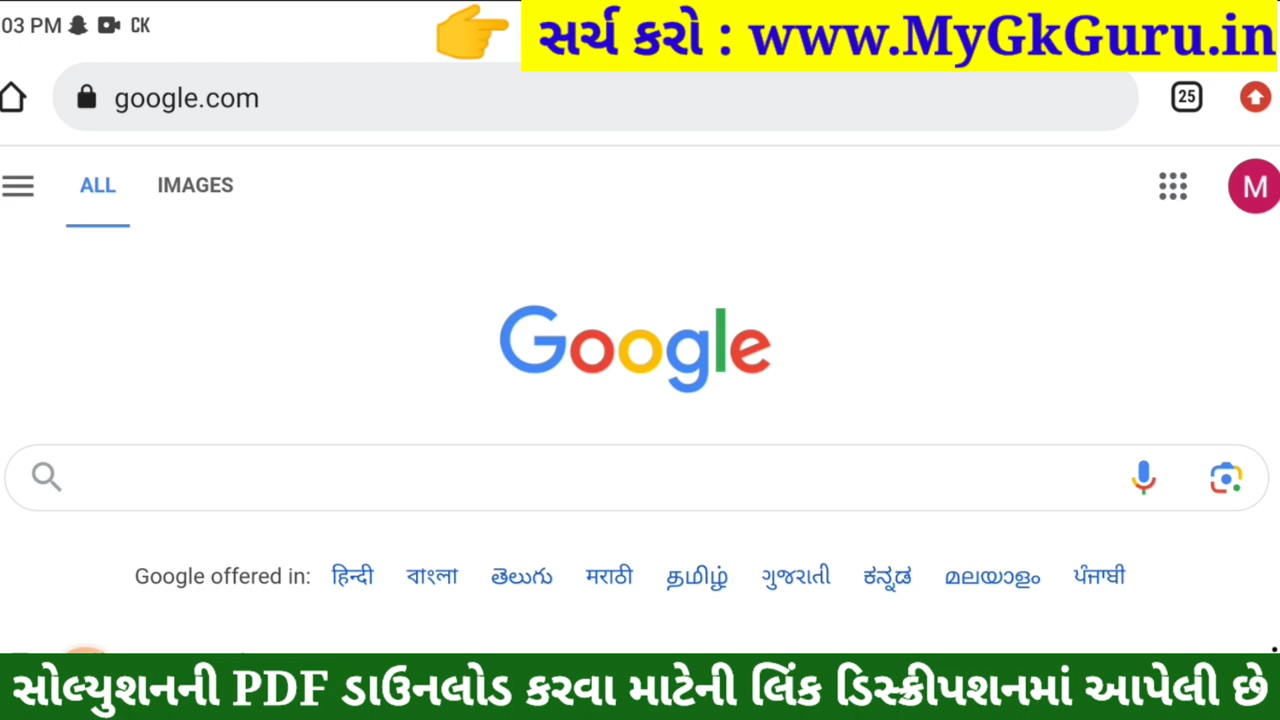 03 PM CK
સર્ચ કરો : www.MyGkGuru.in
google.com
25
ALL IMAGES
M
Google
Google offered in: हिन्दी বাংলা తెలుగు मराठी தமிழ் ગુજરાતી ಕನ್ನಡ മലയാളം ਪੰਜਾਬੀ
સોલ્યુશનની PDF ડાઉનલોડ કરવા માટેની લિંક ડિસ્ક્રીપશનમાં આપેલી છે